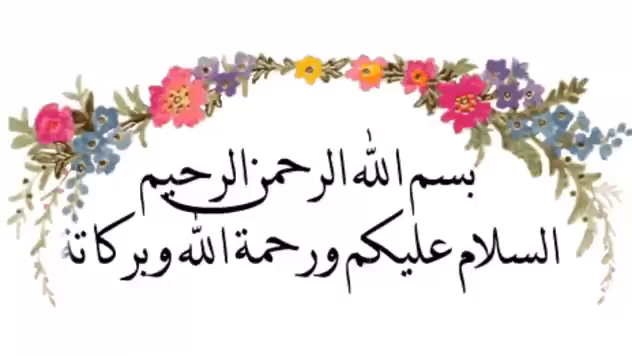 بسم الله الرحمن الرحيم
السلام عليكم ورحمة الله وبركاته